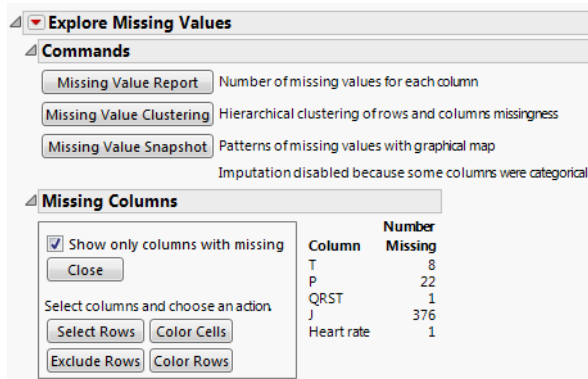 Explore Missing Values
Commands
Missing Value Report Number of missing values for each column
Missing Value Clustering Hierarchical clustering of rows and columns missingness
Missing Value Snapshot Patterns of missing values with graphical map
Imputation disabled because some columns were categorical
Missing Columns
Show only columns with missing
Close
Select columns and choose an action.
Select Rows Color Cells
Exclude Rows Color Rows
Number
Column Missing
T 8
P 22
QRST 1
J 376
Heart rate 1